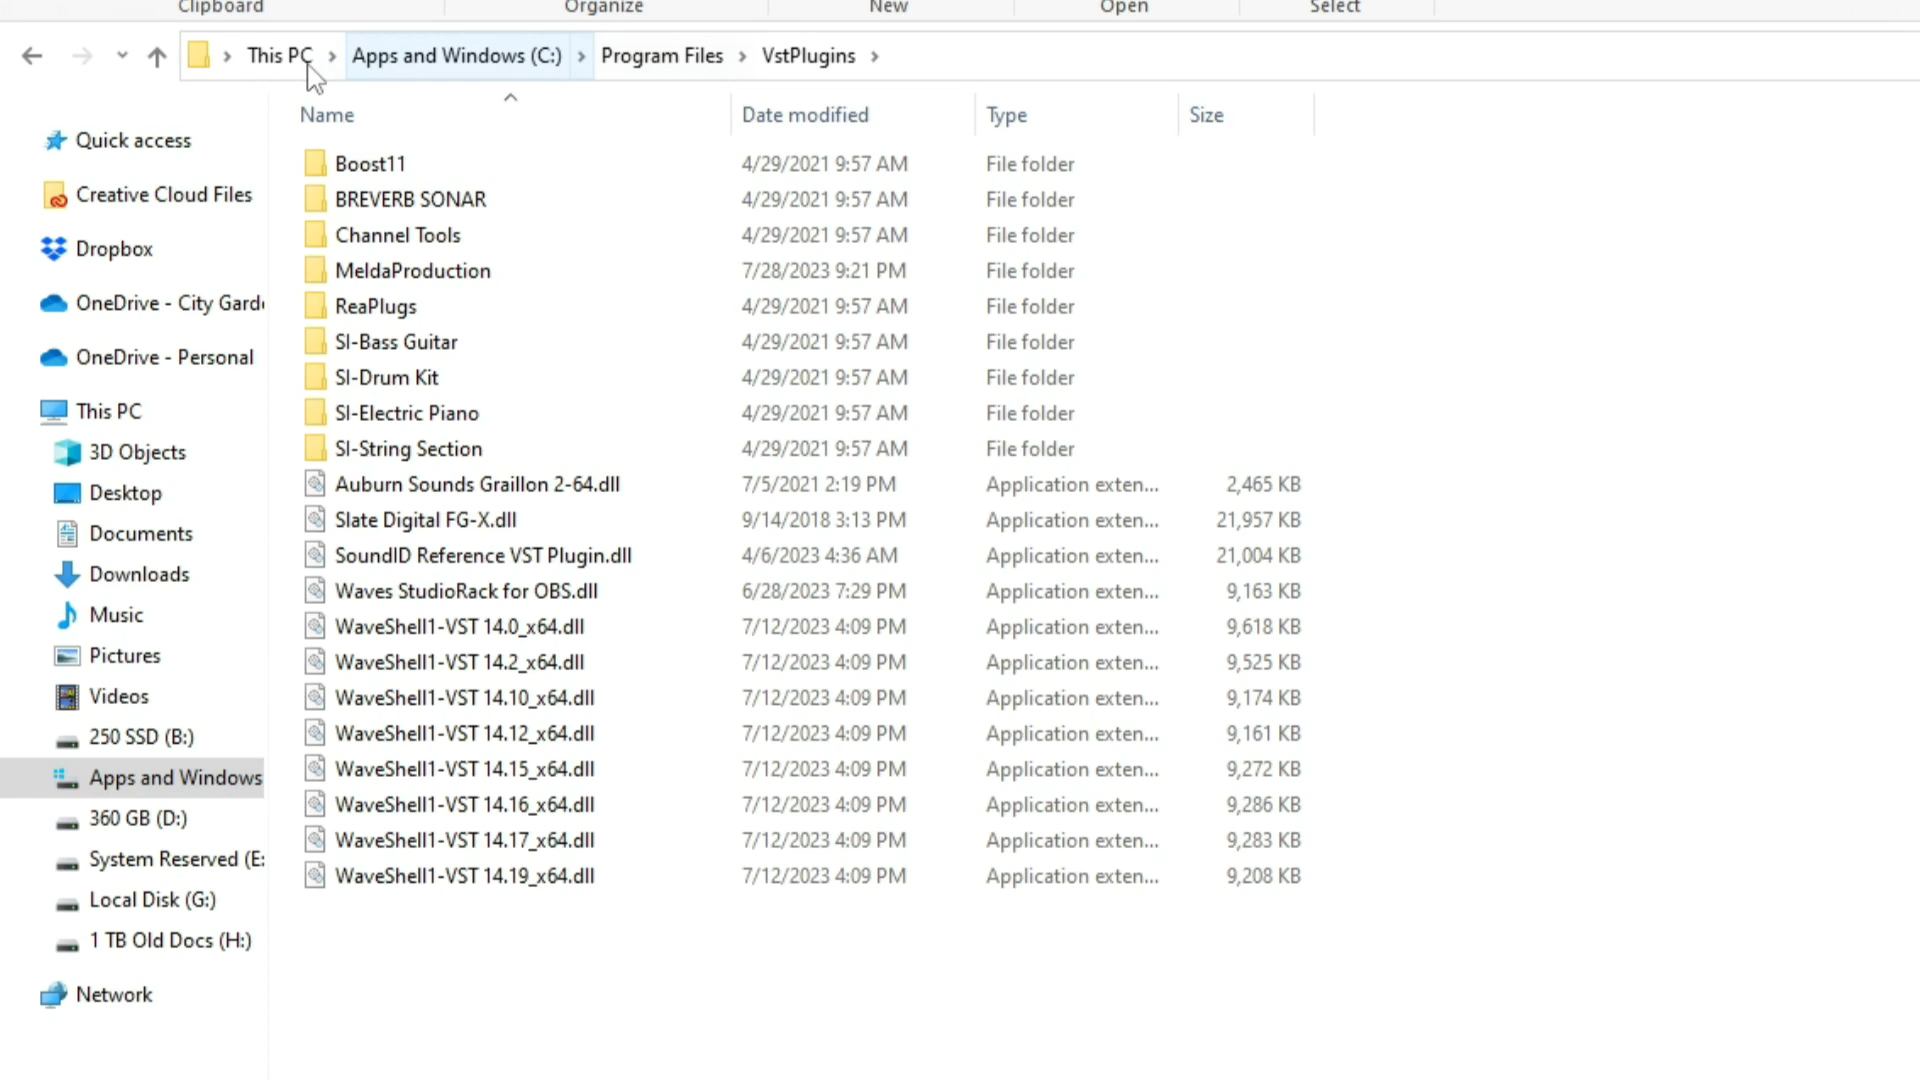 Clipboard Organize New Open Select
This PC Apps and Windows (C:) Program Files VstPlugins
Name Date modified Type Size
Quick access
Creative Cloud Files
Dropbox
OneDrive - City Garde
OneDrive - Personal
This PC
3D Objects
Desktop
Documents
Downloads
Music
Pictures
Videos
250 SSD (B:)
Apps and Windows
360 GB (D:)
System Reserved (E:
Local Disk (G:)
1 TB Old Docs (H:)
Network
Boost11 4/29/2021 9:57 AM File folder
BREVERB SONAR 4/29/2021 9:57 AM File folder
Channel Tools 4/29/2021 9:57 AM File folder
MeldaProduction 7/28/2023 9:21 PM File folder
ReaPlugs 4/29/2021 9:57 AM File folder
SI-Bass Guitar 4/29/2021 9:57 AM File folder
SI-Drum Kit 4/29/2021 9:57 AM File folder
SI-Electric Piano 4/29/2021 9:57 AM File folder
SI-String Section 4/29/2021 9:57 AM File folder
Auburn Sounds Graillon 2-64.dll 7/5/2021 2:19 PM Application exten... 2,465 KB
Slate Digital FG-X.dll 9/14/2018 3:13 PM Application exten... 21,957 KB
SoundID Reference VST Plugin.dll 4/6/2023 4:36 AM Application exten... 21,004 KB
Waves StudioRack for OBS.dll 6/28/2023 7:29 PM Application exten... 9,163 KB
WaveShell1-VST 14.0_x64.dll 7/12/2023 4:09 PM Application exten... 9,618 KB
WaveShell1-VST 14.2_x64.dll 7/12/2023 4:09 PM Application exten... 9,525 KB
WaveShell1-VST 14.10_x64.dll 7/12/2023 4:09 PM Application exten... 9,174 KB
WaveShell1-VST 14.12_x64.dll 7/12/2023 4:09 PM Application exten... 9,161 KB
WaveShell1-VST 14.15_x64.dll 7/12/2023 4:09 PM Application exten... 9,272 KB
WaveShell1-VST 14.16_x64.dll 7/12/2023 4:09 PM Application exten... 9,286 KB
WaveShell1-VST 14.17_x64.dll 7/12/2023 4:09 PM Application exten... 9,283 KB
WaveShell1-VST 14.19_x64.dll 7/12/2023 4:09 PM Application exten... 9,208 KB